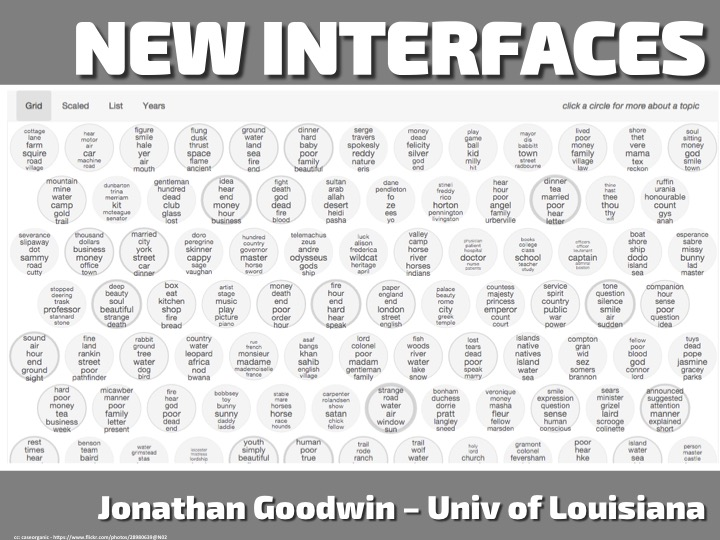 NEW INTERFACES
Grid Scaled List Years click a circle for more about a topic
cottage lane farm squire road village
hear motor air car machine road
figure smile hale yer air mouth
flung dusk thrust space flame ancient
ground water land sea fire end
dinner hard baby poor family beautiful
serge travers spokesly reddy nature eris
money dead felicity silver god end
play game ball kid milly hit
mayor dis babbitt town street radbourne
lived poor money family village law
shore thet vere mama tex reckon
soul sitting money god smile town
mountain mine water camp gold trail
dunbarton trina merriam kit moteague senator
gentleman hundred dead club glass lost
idea hear end money hour business
fight death god dead fire blood
sultan arab allah desert heidi pasha
dane pendleton fo ze ees yo
stineli freddy rico horton pennington livingston
hear hour poor angel family urberville
dinner tea married poor hear letter
thine hast thee thou thy wilt
ruffin urania honourable count gys anah
severance slipaway dot sammy road cutty
thousand dollars business money office town
married city york street car dinner
doro peregrine skinner cappy sage vaughan
hundred country governor master horse sword
telemachus zeus andre odysseus gods ship
luck alison frederica wildcat heritage april
valley camp horse river horses indians
physician patient hospital doctor nurse patients
books college class school teacher study
officers officer lieutenant captain admiral boston
boat shore ship dodo island sea
esperance sabre missy bunny lad master
stopped deering trask professor stannard stone
deep beauty soul beautiful strange death
box eat kitchen shop fire bread
artist stage music play picture piano
money death end poor order hour
fire hour end hard hear speak
paper england end london street english
palace beauty rome city greek temple
countess majesty princess emperor count court
service spirit country public war power
tone question silence smile air sudden
companion hour sense poor question idea
sound air hour end ground sight
fine land rankin street poor pathfinder
rabbit ground tree water dog bird
country water leopard africa nod bwana
rue french monsieur madame mademoiselle france
asaf bangs khan sahib english village
lord colonel poor madam gentleman family
fish woods river water lake snow
lost tears dead poor speak marry
islands native natives island water sea
compton gran wid sez somers brannon
fellow poor blood god connor lord
tuys dead pope jasmine gracey parks
hard poor money tea business week
micawber manner poor family letter present
fire hear god poor dead end
bobbsey toy bunny sunny daddy laddie
stable mare horses horse race hounds
carpenter rolandsen show satan chick fellow
strange road water air window sun
bonham duchess dorrie pratt langley sneed
veronique money masha fleur fellow marsden
smile expression question sense human conscious
sears minister grizel laird scrooge colinette
announced suggested attention manner explained short
rest times hear
benson team baird
water grimstead stae
leicester histress lordship
youth simply beautiful
human poor true
trail rode ranch
trail wolf water
holy lord church
gramont colonel feversham
poor hear hke
island water sea
person master castle
Jonathan Goodwin – Univ of Louisiana
cc: caseorganic - https://www.flickr.com/photos/38980639@N02